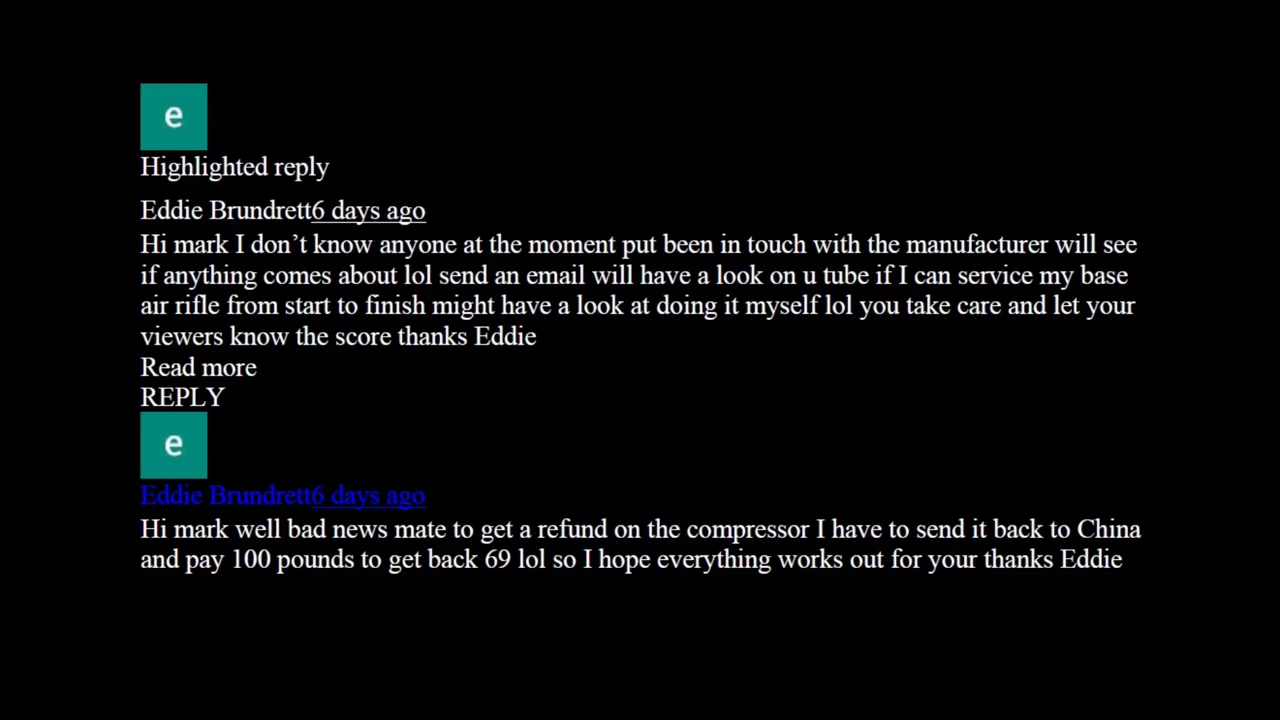 e
Highlighted reply
Eddie Brundrett6 days ago
Hi mark I don’t know anyone at the moment put been in touch with the manufacturer will see
if anything comes about lol send an email will have a look on u tube if I can service my base
air rifle from start to finish might have a look at doing it myself lol you take care and let your
viewers know the score thanks Eddie
Read more
REPLY
e
Eddie Brundrett6 days ago
Hi mark well bad news mate to get a refund on the compressor I have to send it back to China
and pay 100 pounds to get back 69 lol so I hope everything works out for your thanks Eddie